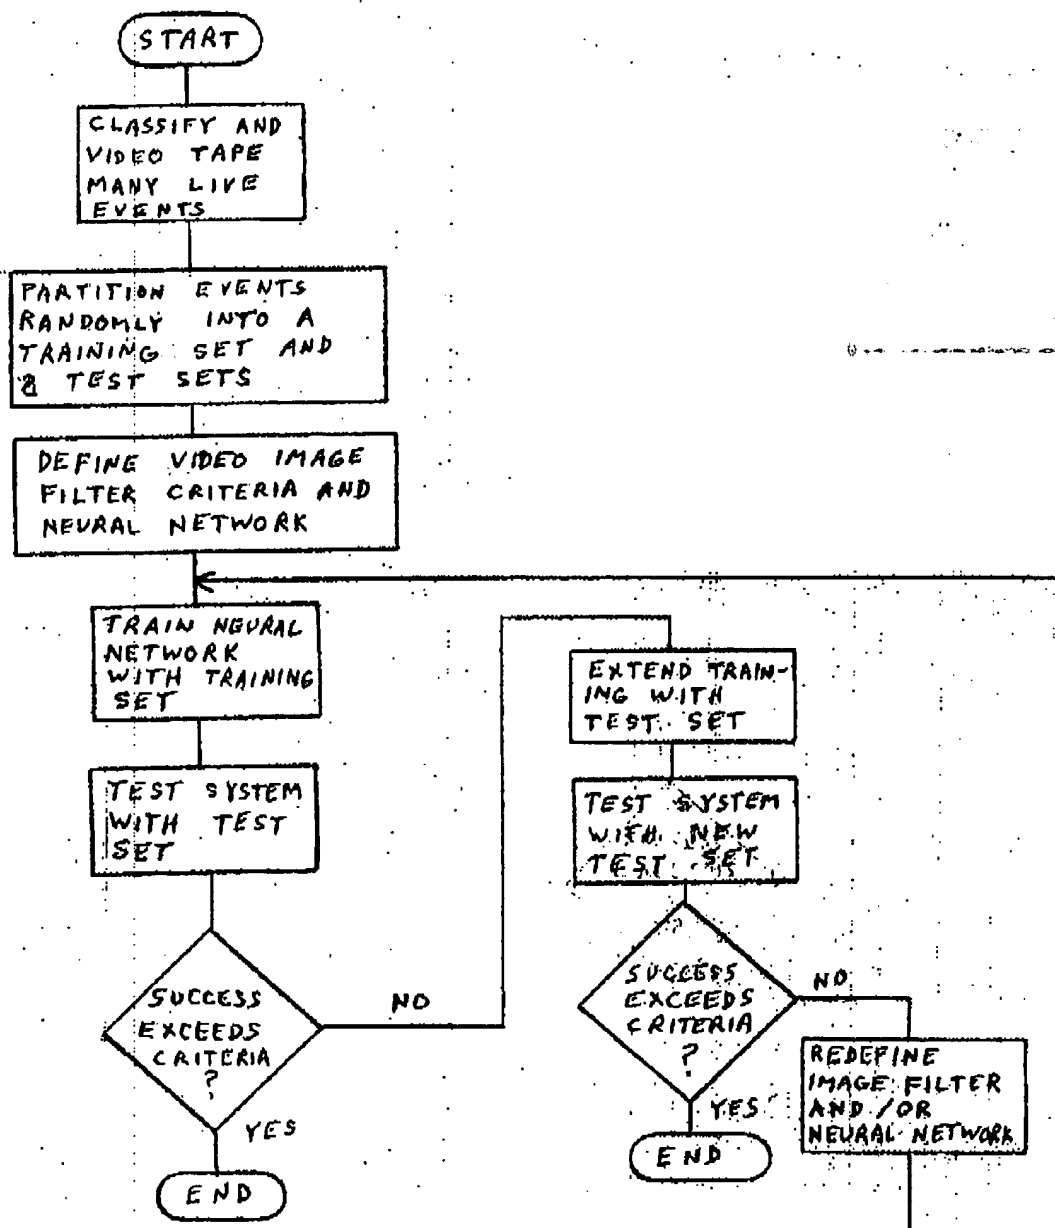 START
CLASSIFY AND
VIDEO TAPE
MANY LIVE
EVENTS
PARTITION EVENTS
RANDOMLY INTO A
TRAINING SET AND
TEST SETS
DEFINE VIDEO IMAGE
FILTER CRITERIA AND
NEURAL NETWORK
TRAIN NEURAL
NETWORK
WITH TRAINING
SET
TEST SYSTEM
WITH TEST
SET
SUCCESS
EXCEEDS
CRITERIA
?
NO
YES
END
EXTEND TRAIN-
ING WITH
TEST SET
TEST SYSTEM
WITH NEW
TEST SET
SUCCESS
EXCEEDS
CRITERIA
?
NO
YES
END
REDEFINE
IMAGE FILTER
AND /OR
NEURAL NETWORK